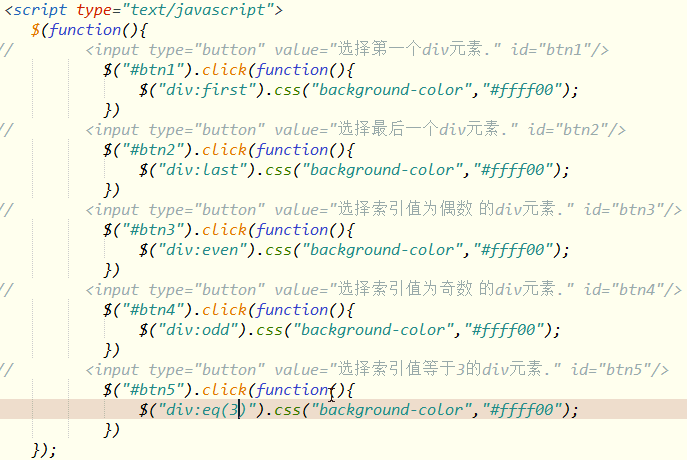 <script type="text/javascript">
$(function(){
// <input type="button" value="选择第一个div元素." id="btn1"/>
$("#btn1").click(function(){
$("div:first").css("background-color","#ffff00");
})
// <input type="button" value="选择最后一个div元素." id="btn2"/>
$("#btn2").click(function(){
$("div:last").css("background-color","#ffff00");
})
// <input type="button" value="选择索引值为偶数 的div元素." id="btn3"/>
$("#btn3").click(function(){
$("div:even").css("background-color","#ffff00");
})
// <input type="button" value="选择索引值为奇数 的div元素." id="btn4"/>
$("#btn4").click(function(){
$("div:odd").css("background-color","#ffff00");
})
// <input type="button" value="选择索引值等于3的div元素." id="btn5"/>
$("#btn5").click(function(){
$("div:eq(3)").css("background-color","#ffff00");
})
});